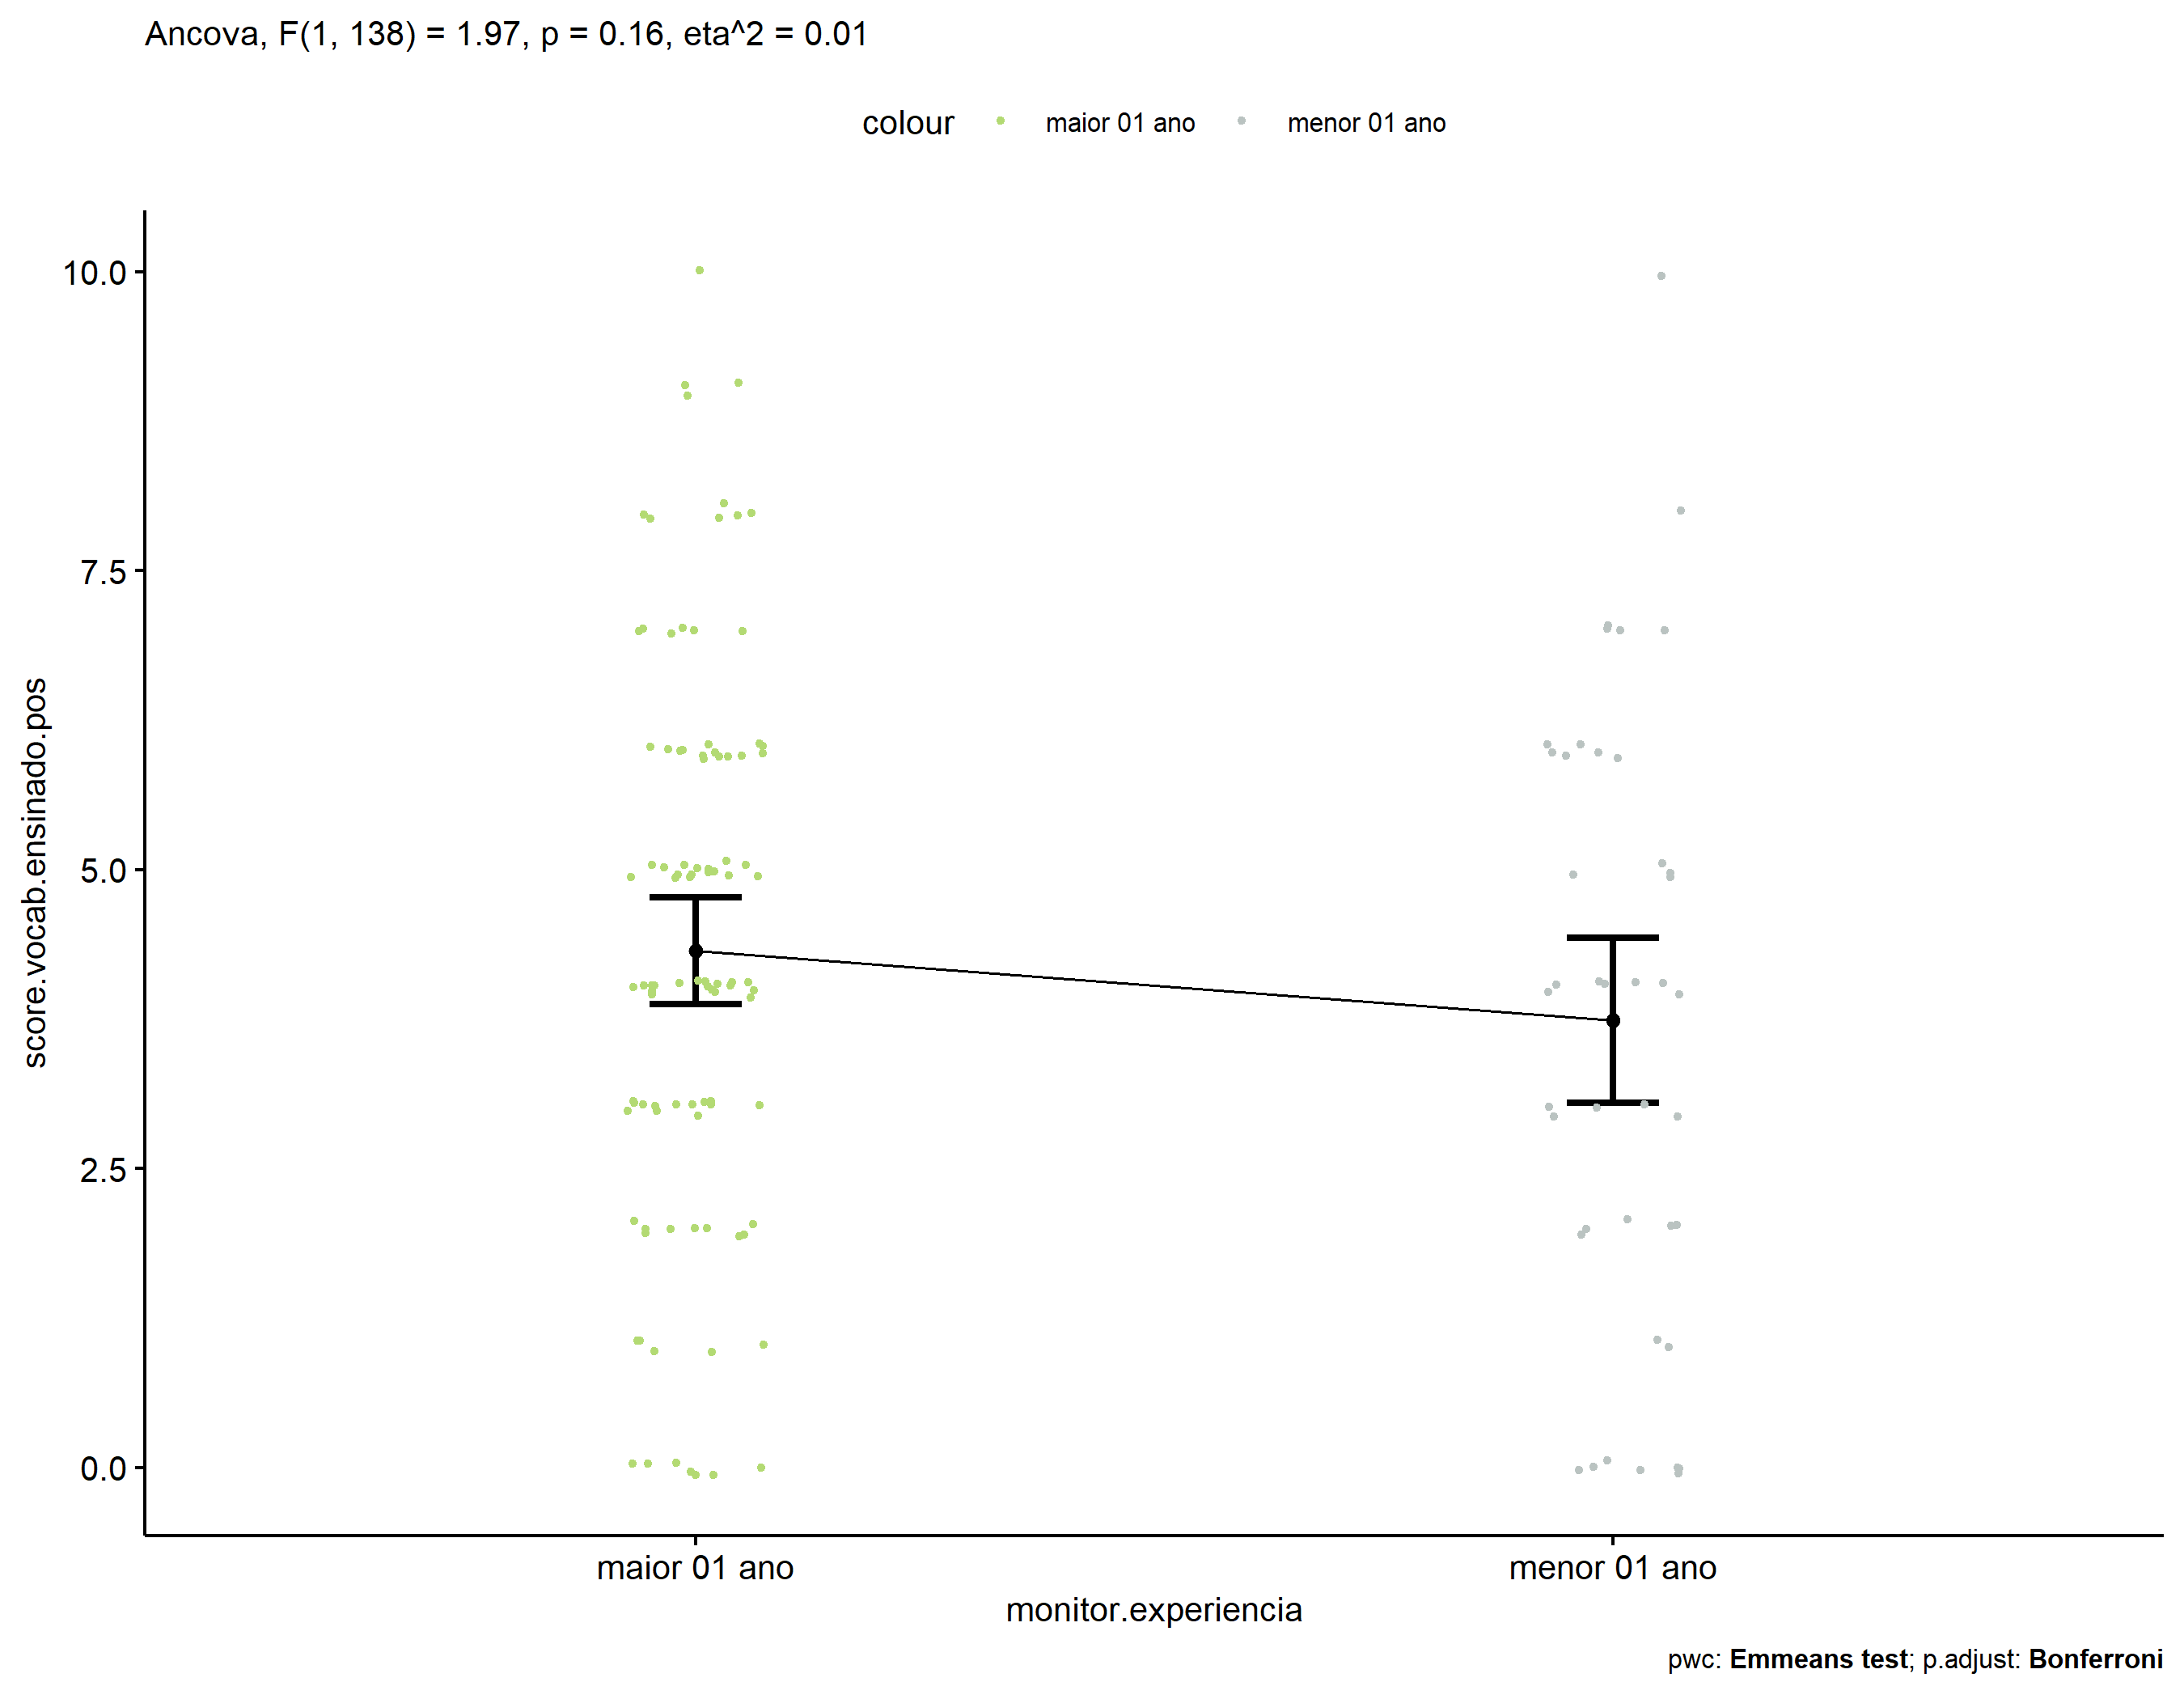 Ancova, F(1, 138) = 1.97, p = 0.16, eta^2 = 0.01
colour maior 01 ano menor 01 ano
10.0
7.5
5.0
2.5
0.0
score.vocab.ensinado.pos
maior 01 ano menor 01 ano
monitor.experiencia
pwc: Emmeans test; p.adjust: Bonferroni